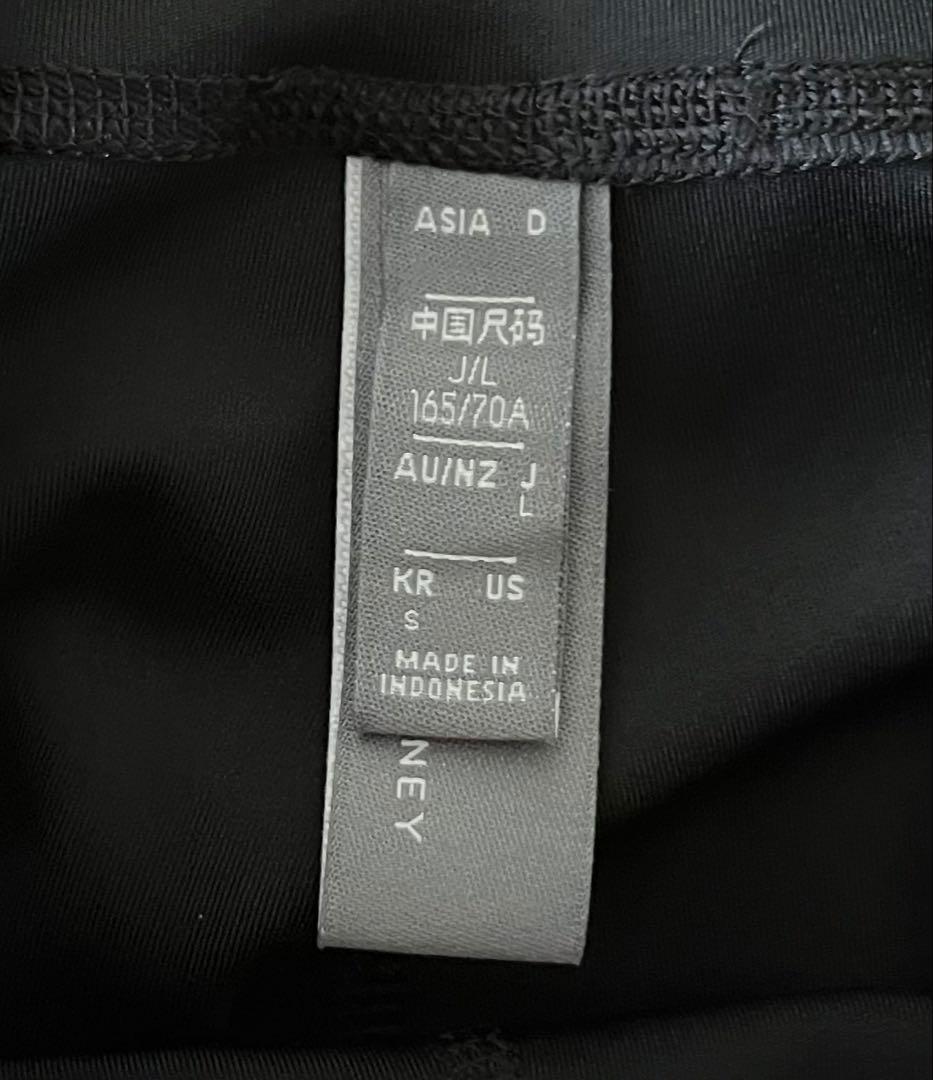 ASIA D
中国尺码
J/L
165/70A
AU/NZ J
L
KR US
S
MADE IN
INDONESIA
NEY